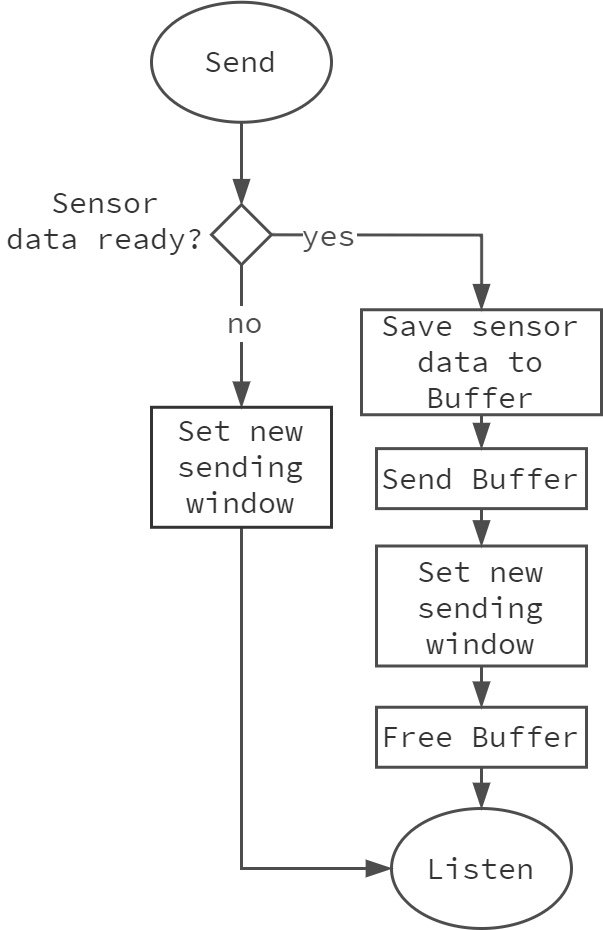 Send
Sensor
data ready?
yes
no
Save sensor
data to
Buffer
Set new
sending
window
Send Buffer
Set new
sending
window
Free Buffer
Listen